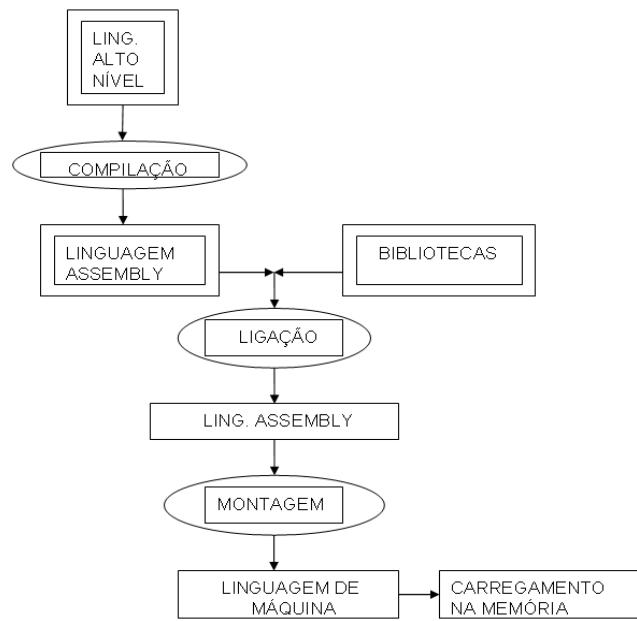 LING.
ALTO
NÍVEL
COMPILAÇÃO
LINGUAGEM
ASSEMBLY
BIBLIOTECAS
LIGAÇÃO
LING. ASSEMBLY
MONTAGEM
LINGUAGEM DE
MÁQUINA
CARREGAMENTO
NA MEMÓRIA